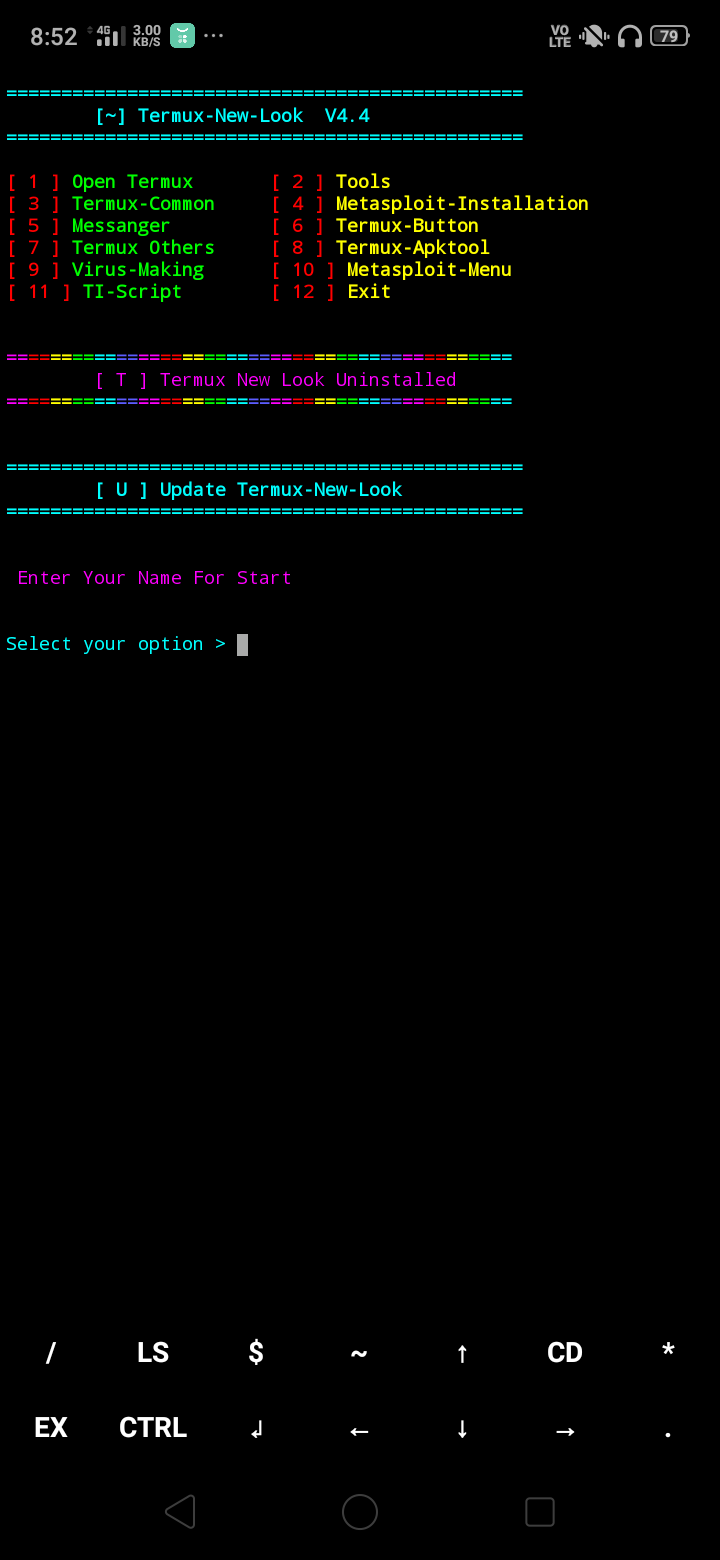 8:52 4G 3.00 KB/S ... VO LTE 79
==============================================
[~] Termux-New-Look V4.4
==============================================
[ 1 ] Open Termux [ 2 ] Tools
[ 3 ] Termux-Common [ 4 ] Metasploit-Installation
[ 5 ] Messanger [ 6 ] Termux-Button
[ 7 ] Termux Others [ 8 ] Termux-Apktool
[ 9 ] Virus-Making [ 10 ] Metasploit-Menu
[ 11 ] TI-Script [ 12 ] Exit
==============================================
[ T ] Termux New Look Uninstalled
==============================================
===============================================
[ U ] Update Termux-New-Look
===============================================
Enter Your Name For Start
Select your option >
/ LS $ ~ ↑ CD *
EX CTRL ↲ ← ↓ → .